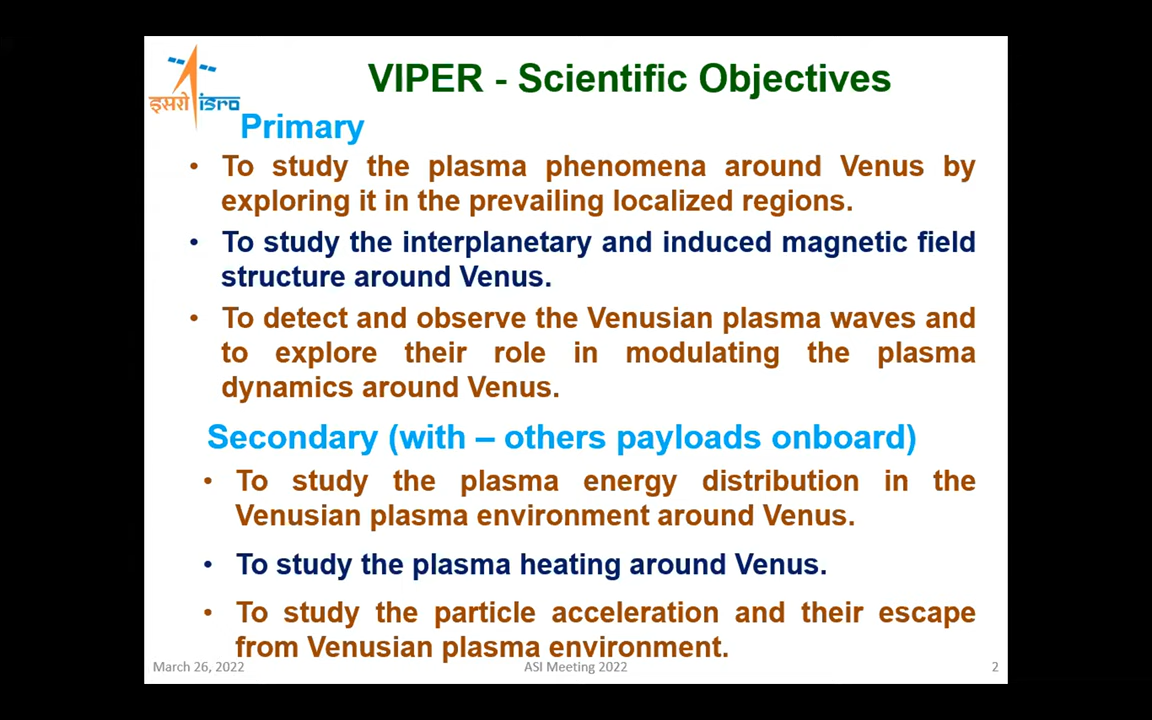 VIPER - Scientific Objectives
इसरो isro
Primary
• To study the plasma phenomena around Venus by
exploring it in the prevailing localized regions.
• To study the interplanetary and induced magnetic field
structure around Venus.
• To detect and observe the Venusian plasma waves and
to explore their role in modulating the plasma
dynamics around Venus.
Secondary (with – others payloads onboard)
• To study the plasma energy distribution in the
Venusian plasma environment around Venus.
• To study the plasma heating around Venus.
• To study the particle acceleration and their escape
from Venusian plasma environment.
March 26, 2022 ASI Meeting 2022 2